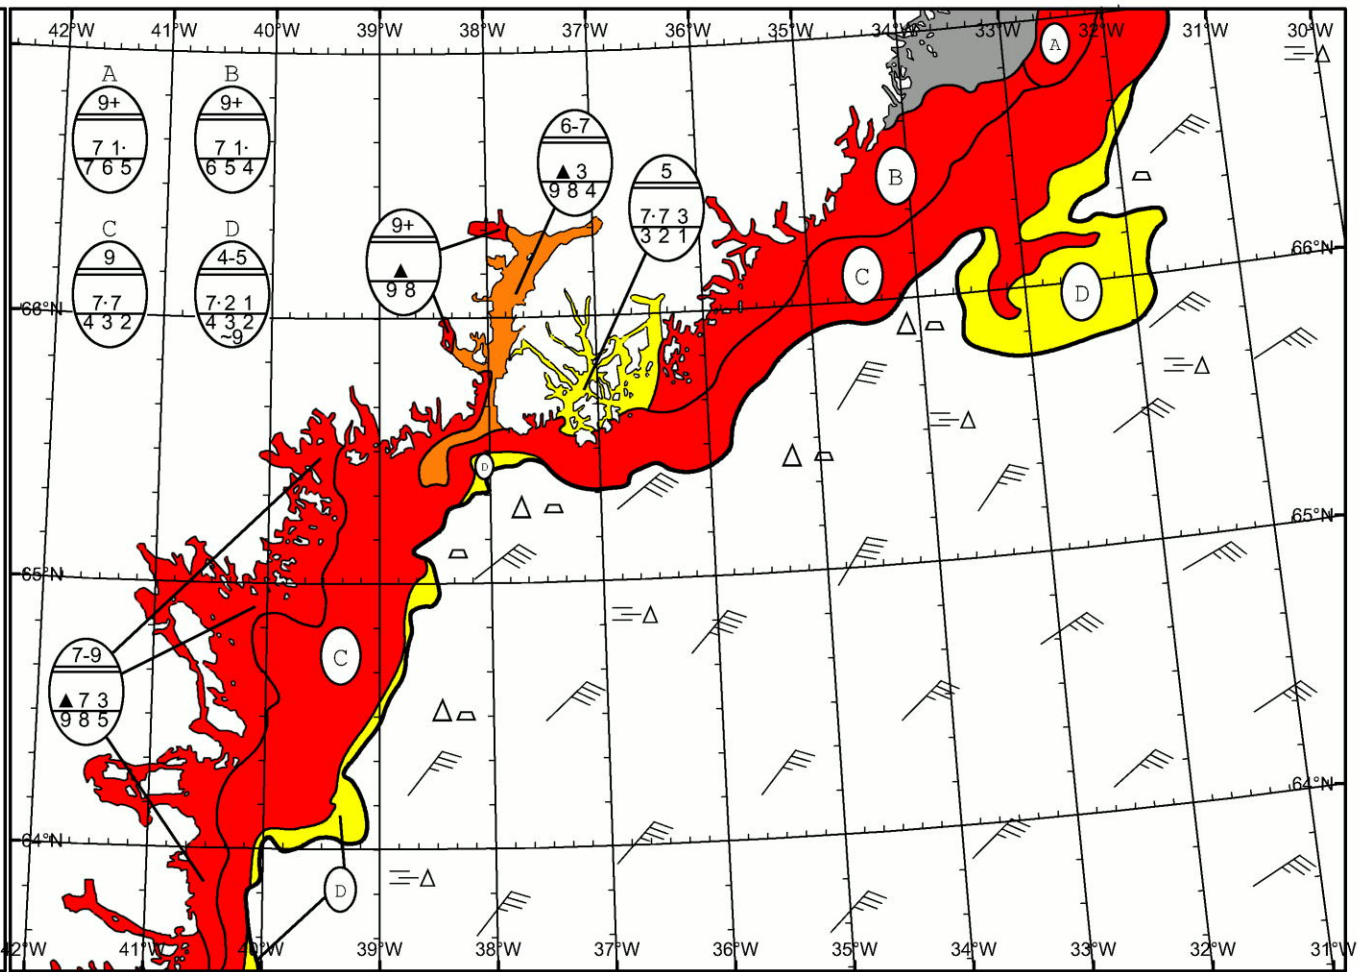 42°W 41°W 40°W 39°W 38°W 37°W 36°W 35°W 34°W 33°W 32°W 31°W 30°W
A
A B
9+ 9+
7 1· 7 1·
7 6 5 6 5 4
6-7
▲ 3
9 8 4
5
7·7 3
3 2 1
B
9+
▲
9 8
C D
9 4-5
7·7 7·2 1
4 3 2 4 3 2
~9
66°N
66°N
C
D
D
65°N
65°N
C
7-9
▲ 7 3
9 8 5
64°N
64°N
D
42°W 41°W 40°W 39°W 38°W 37°W 36°W 35°W 34°W 33°W 32°W 31°W